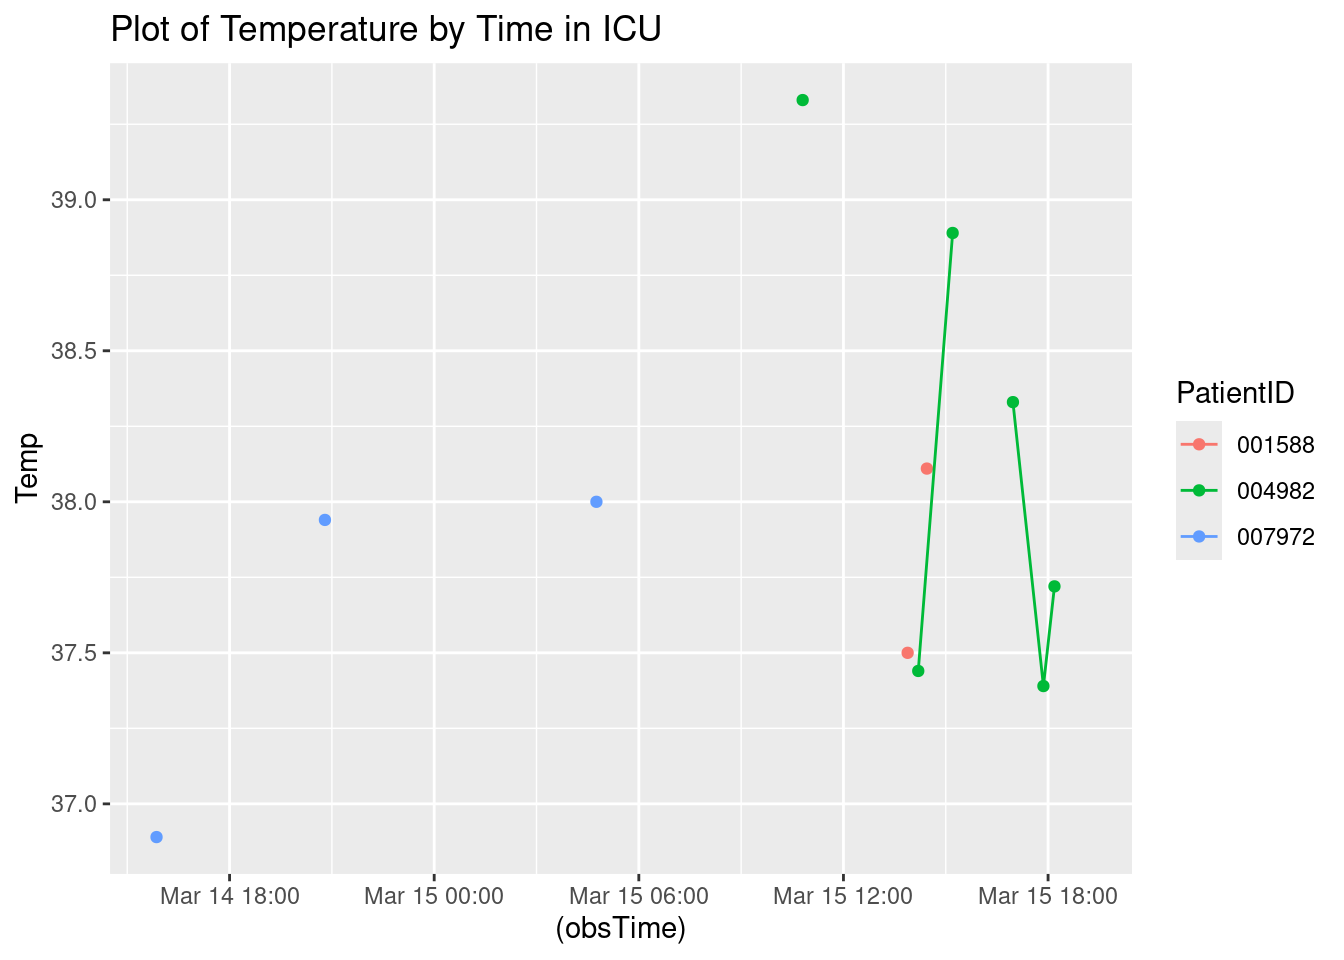 Plot of Temperature by Time in ICU
39.0
38.5
38.0
37.5
37.0
Temp
Mar 14 18:00
Mar 15 00:00
Mar 15 06:00
Mar 15 12:00
Mar 15 18:00
(obsTime)
PatientID
001588
004982
007972